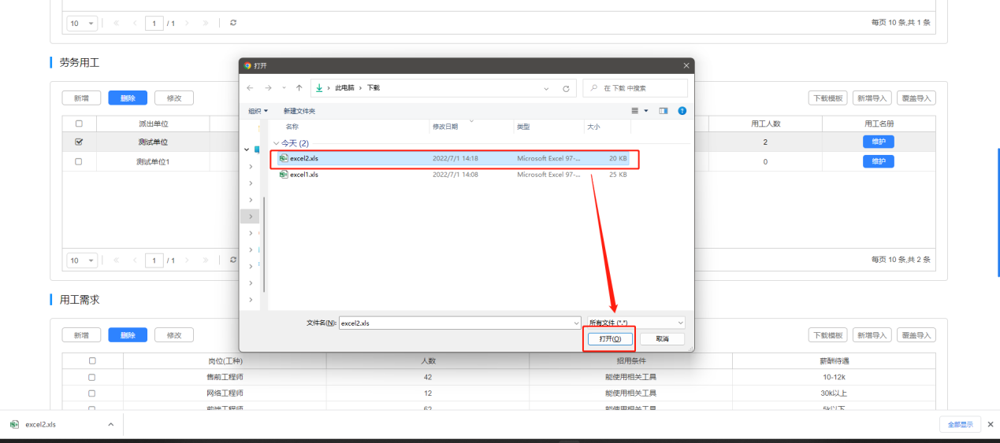 10 1 / 1 每页 10 条,共 1 条
劳务用工
新增 删除 修改 下载模板 新增导入 覆盖导入
派出单位 用工人数 用工名册
测试单位 2 维护
测试单位1 0 维护
10 1 / 1 每页 10 条,共 2 条
打开
此电脑 › 下载 在 下载 中搜索
组织 新建文件夹
名称 修改日期 类型 大小
今天 (2)
excel2.xls 2022/7/1 14:18 Microsoft Excel 97-... 20 KB
excel1.xls 2022/7/1 14:08 Microsoft Excel 97-... 25 KB
文件名(N): excel2.xls 所有文件 (*.*)
打开(O) 取消
用工需求
新增 删除 修改 下载模板 新增导入 覆盖导入
岗位(工种) 人数 招用条件 薪酬待遇
售前工程师 42 能使用相关工具 10-12k
网络工程师 12 能使用相关工具 30k以上
前端工程师 62 能使用相关工具 5k以下
excel2.xls 全部显示